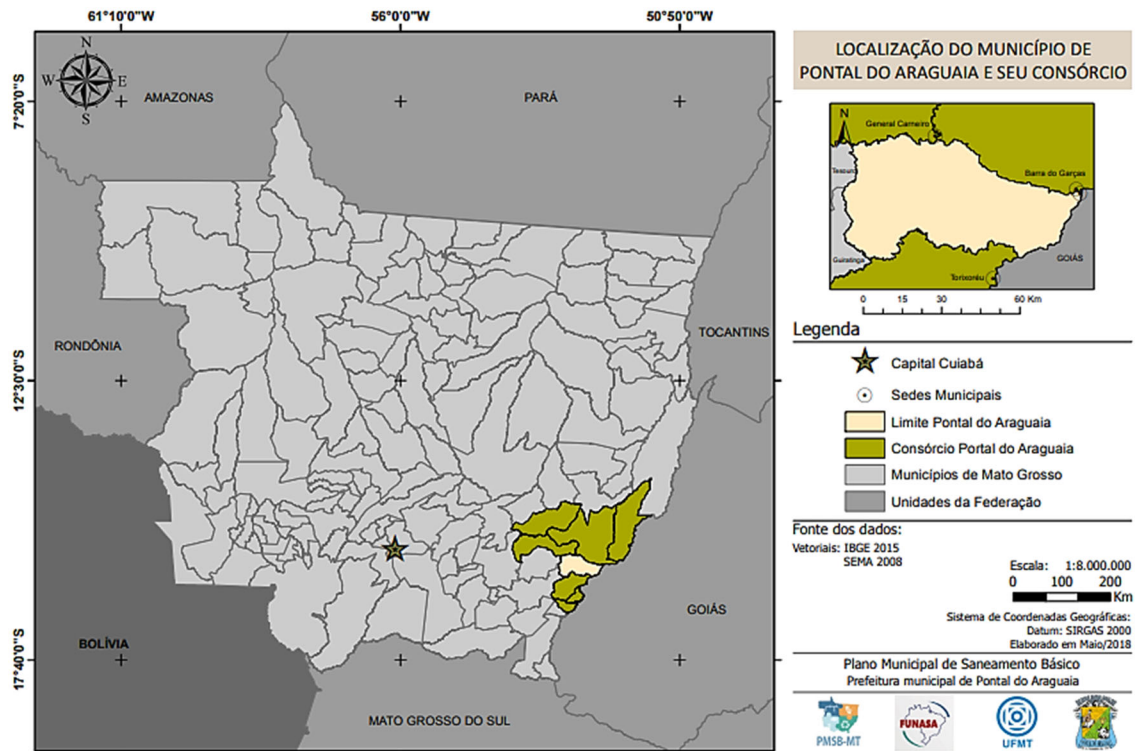 61°10'0"W
56°0'0"W
50°50'0"W
7°20'0"S
12°30'0"S
17°40'0"S
N
W
E
S
AMAZONAS
PARÁ
RONDÔNIA
TOCANTINS
BOLÍVIA
GOIÁS
MATO GROSSO DO SUL
LOCALIZAÇÃO DO MUNICÍPIO DE
PONTAL DO ARAGUAIA E SEU CONSÓRCIO
N
General Carneiro
Tesouro
Barra do Garças
Guiratinga
GOIÁS
Torixoréu
0 15 30 60 Km
Legenda
Capital Cuiabá
Sedes Municipais
Limite Pontal do Araguaia
Consórcio Portal do Araguaia
Municípios de Mato Grosso
Unidades da Federação
Fonte dos dados:
Vetoriais: IBGE 2015
SEMA 2008
Escala: 1:8.000.000
0 100 200
Km
Sistema de Coordenadas Geográficas:
Datum: SIRGAS 2000
Elaborado em Maio/2018
Plano Municipal de Saneamento Básico
Prefeitura municipal de Pontal do Araguaia
PMSB-MT
FUNASA
UFMT